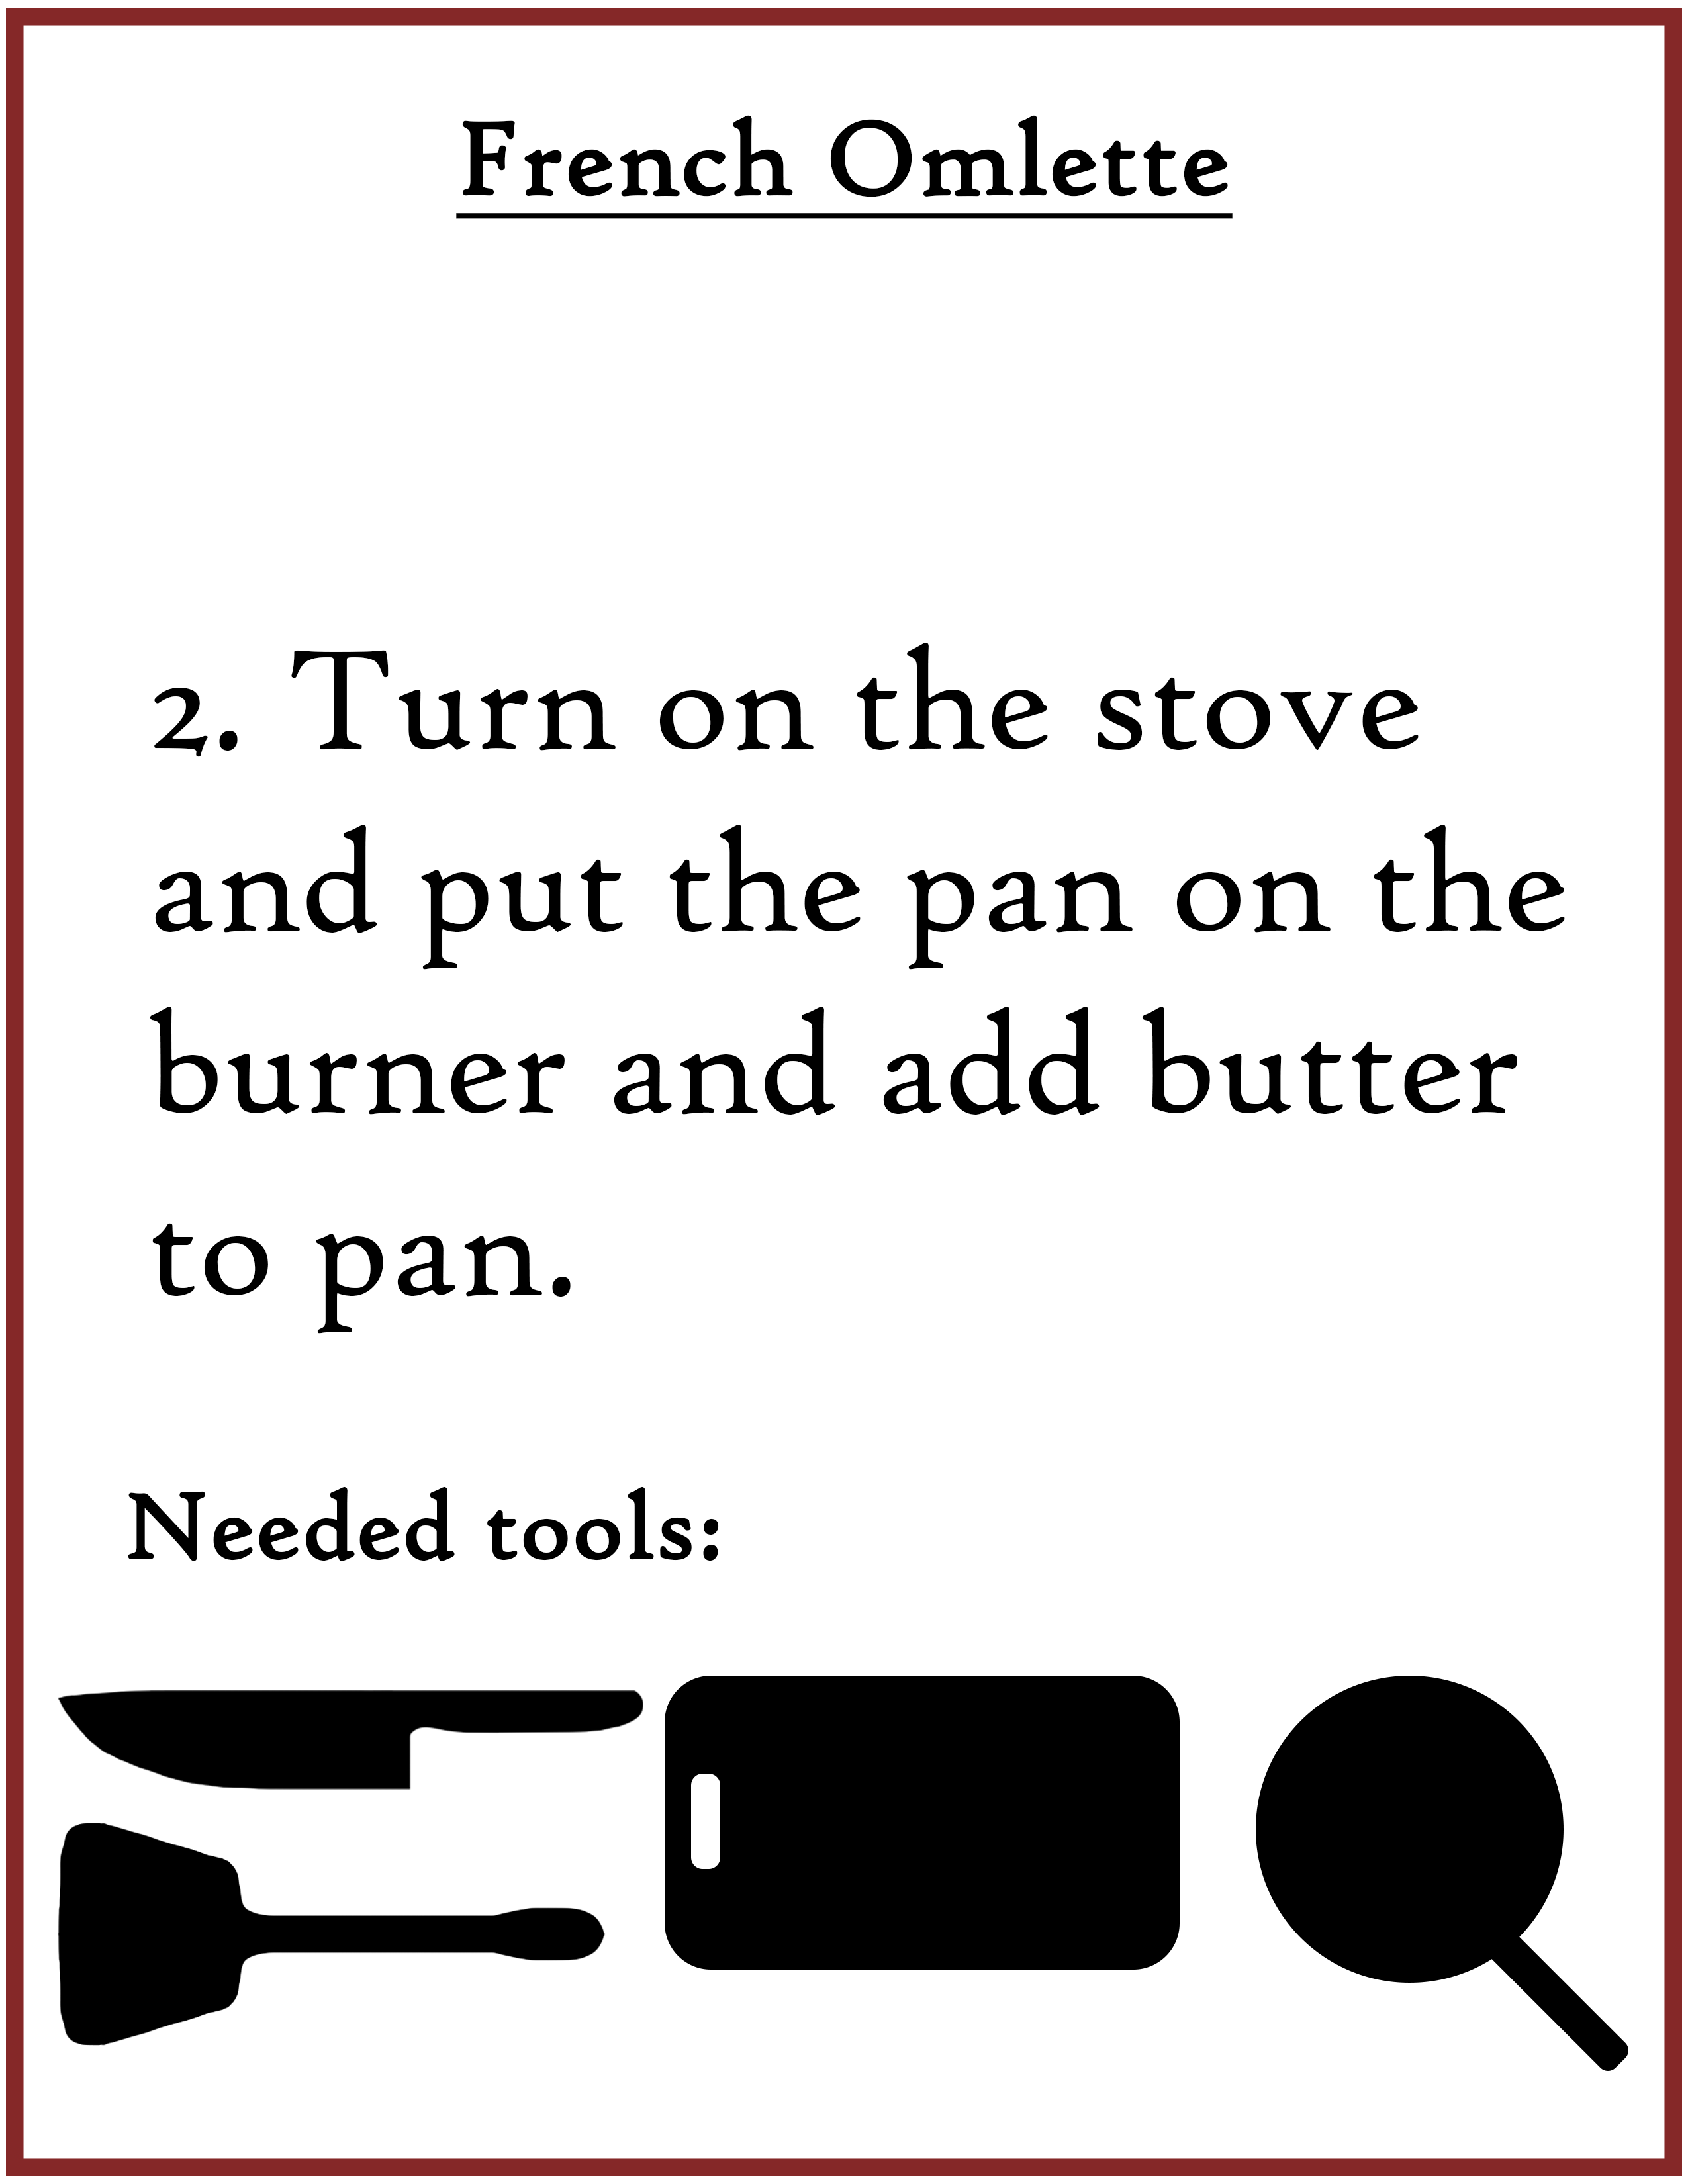 French Omlette
2. Turn on the stove
and put the pan on the
burner and add butter
to pan.
Needed tools: